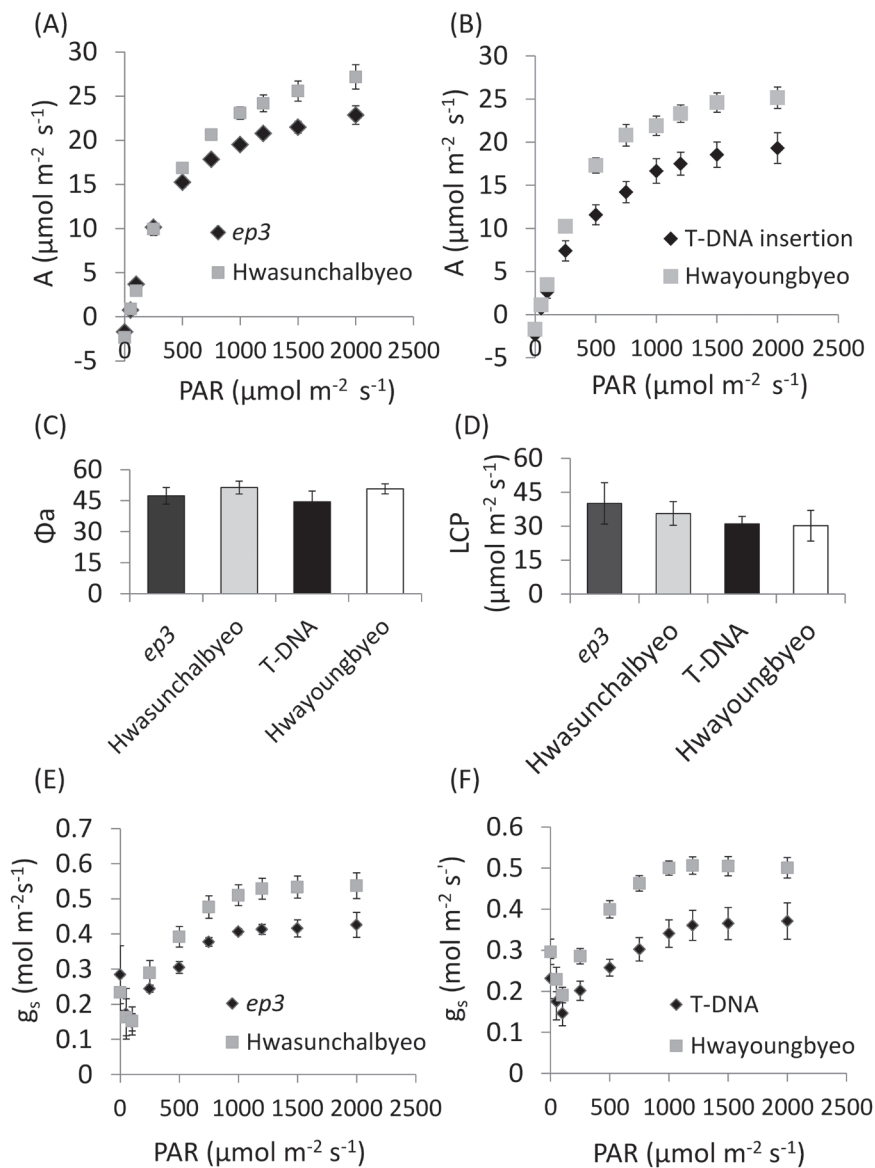 (A)
30
25
20
15
10
5
0
-5
A (µmol m⁻² s⁻¹)
ep3
Hwasunchalbyeo
0 500 1000 1500 2000 2500
PAR (µmol m⁻² s⁻¹)
(B)
30
25
20
15
10
5
0
-5
A (µmol m⁻² s⁻¹)
T-DNA insertion
Hwayoungbyeo
0 500 1000 1500 2000 2500
PAR (µmol m⁻² s⁻¹)
(C)
60
45
30
15
0
Φa
ep3
Hwasunchalbyeo
T-DNA
Hwayoungbyeo
(D)
60
45
30
15
0
LCP
(µmol m⁻² s⁻¹)
ep3
Hwasunchalbyeo
T-DNA
Hwayoungbyeo
(E)
0.7
0.6
0.5
0.4
0.3
0.2
0.1
0
gₛ (mol m⁻²s⁻¹)
ep3
Hwasunchalbyeo
0 500 1000 1500 2000 2500
PAR (µmol m⁻² s⁻¹)
(F)
0.6
0.5
0.4
0.3
0.2
0.1
0
gₛ (mol m⁻² s⁻')
T-DNA
Hwayoungbyeo
0 500 1000 1500 2000 2500
PAR (µmol m⁻² s⁻¹)